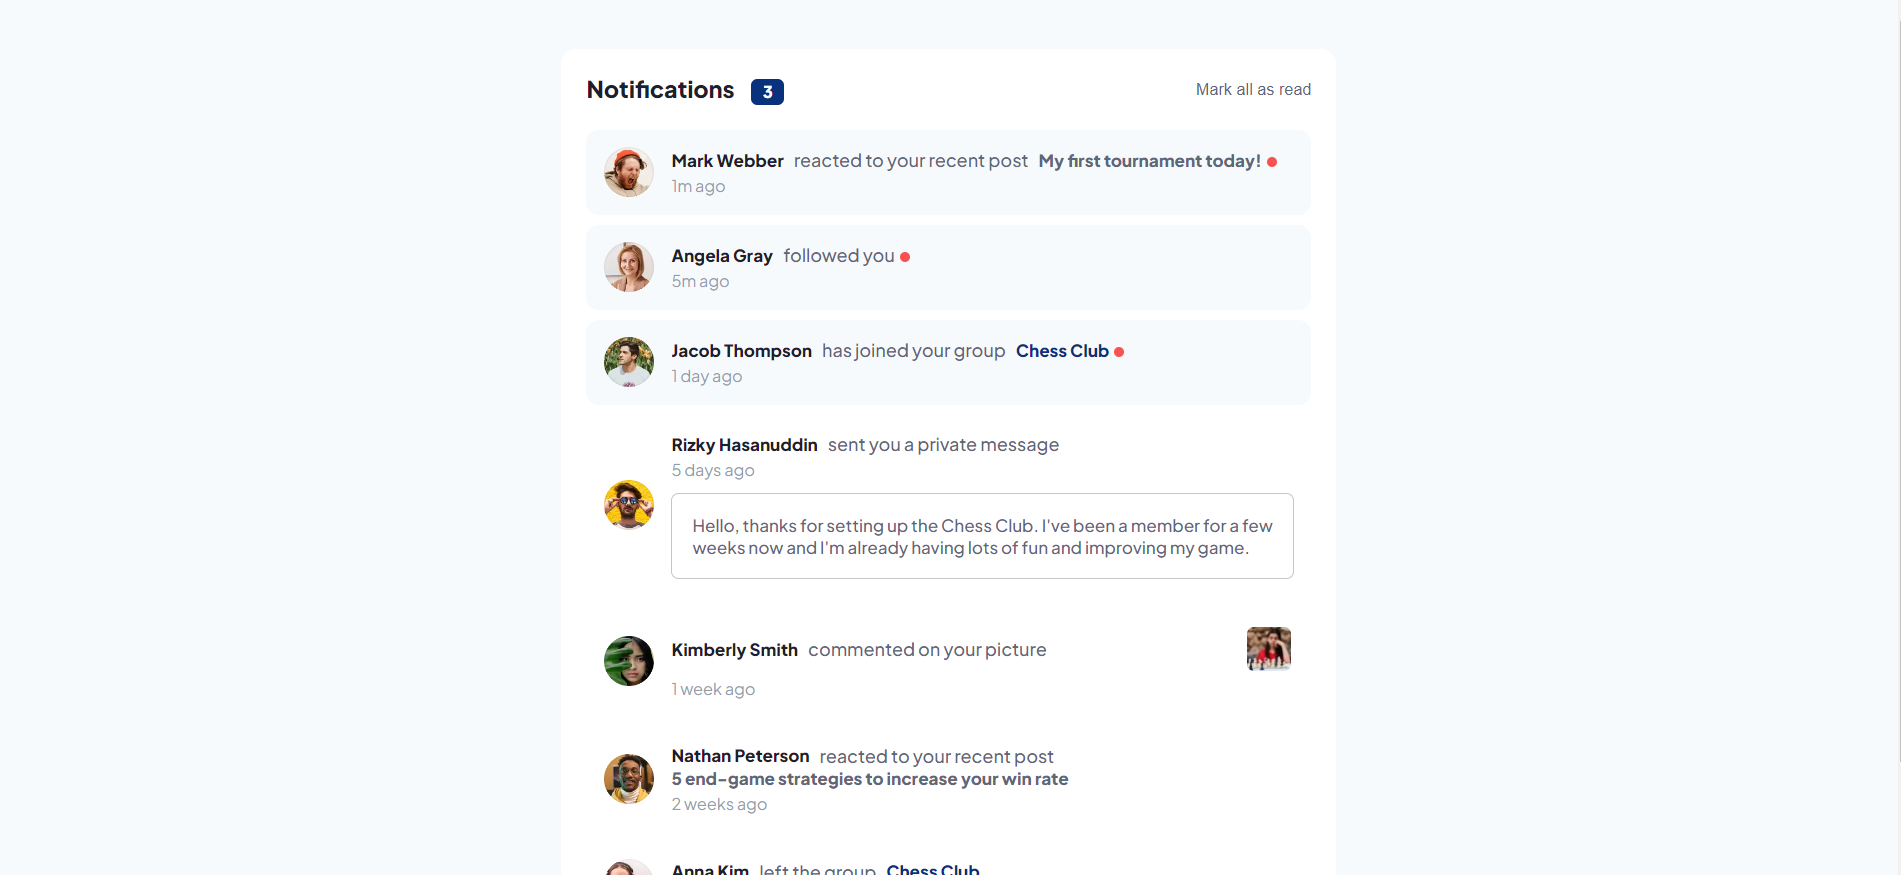 Notifications 3
Mark all as read
Mark Webber reacted to your recent post My first tournament today!
1m ago
Angela Gray followed you
5m ago
Jacob Thompson has joined your group Chess Club
1 day ago
Rizky Hasanuddin sent you a private message
5 days ago
Hello, thanks for setting up the Chess Club. I've been a member for a few
weeks now and I'm already having lots of fun and improving my game.
Kimberly Smith commented on your picture
1 week ago
Nathan Peterson reacted to your recent post
5 end-game strategies to increase your win rate
2 weeks ago
Anna Kim left the group Chess Club